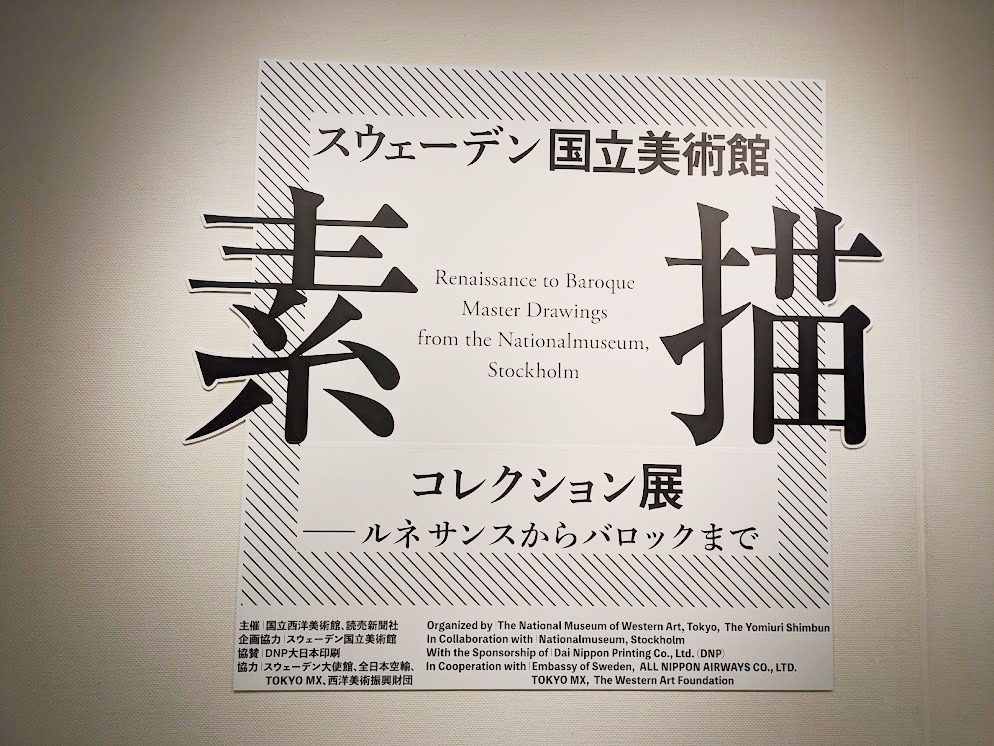 スウェーデン国立美術館
素描
Renaissance to Baroque
Master Drawings
from the Nationalmuseum,
Stockholm
コレクション展
──ルネサンスからバロックまで
主催|国立西洋美術館、読売新聞社
企画協力|スウェーデン国立美術館
協賛|DNP大日本印刷
協力|スウェーデン大使館、全日本空輸、
TOKYO MX、西洋美術振興財団
Organized by|The National Museum of Western Art, Tokyo, The Yomiuri Shimbun
In Collaboration with|Nationalmuseum, Stockholm
With the Sponsorship of|Dai Nippon Printing Co., Ltd. (DNP)
In Cooperation with|Embassy of Sweden, ALL NIPPON AIRWAYS CO., LTD.
TOKYO MX, The Western Art Foundation